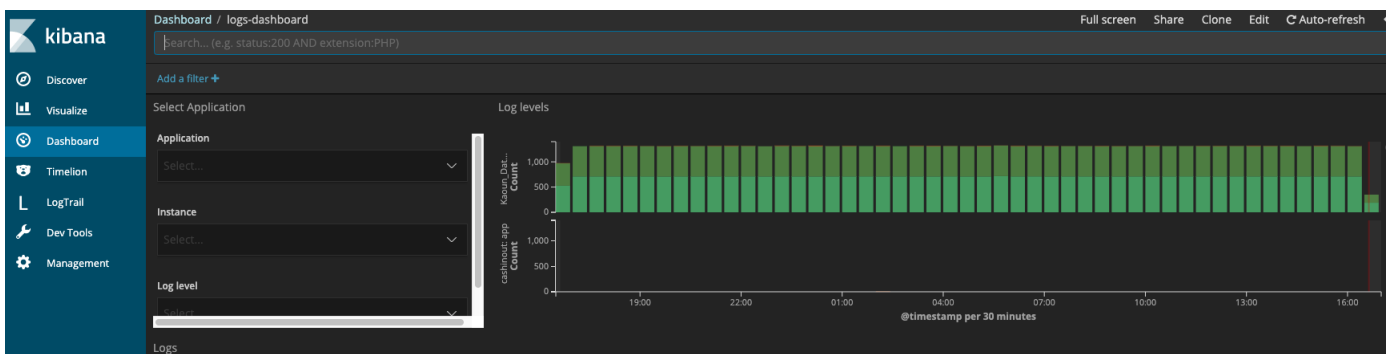 kibana
Discover
Visualize
Dashboard
Timelion
LogTrail
Dev Tools
Management
Dashboard / logs-dashboard
Full screen Share Clone Edit Auto-refresh
Search... (e.g. status:200 AND extension:PHP)
Add a filter +
Select Application
Application
Select...
Instance
Select...
Log level
Select...
Log levels
Kaoun_Dat...
Count
1,000
500
0
cashinout: app
Count
1,000
500
0
19:00 22:00 01:00 04:00 07:00 10:00 13:00 16:00
@timestamp per 30 minutes
Logs